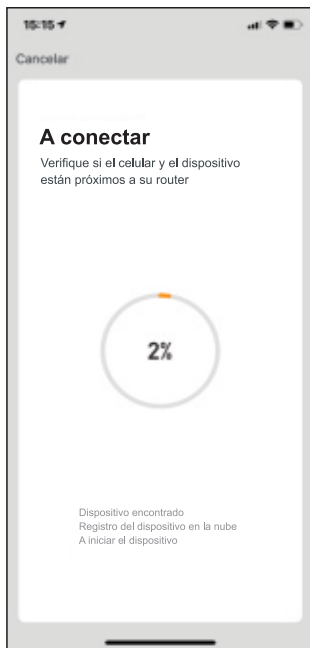 15:15
Cancelar
A conectar
Verifique si el celular y el dispositivo
están próximos a su router
2%
Dispositivo encontrado
Registro del dispositivo en la nube
A iniciar el dispositivo